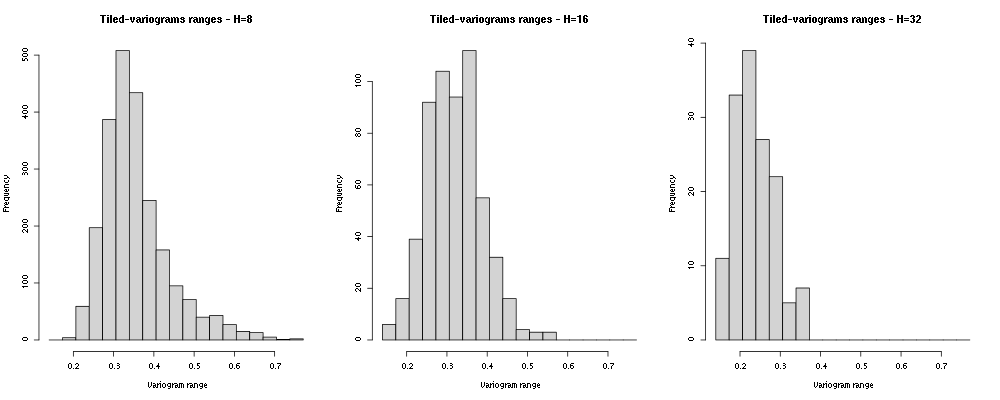 Tiled-variograms ranges - H=8
Frequency
500
400
300
200
100
0
0.2 0.3 0.4 0.5 0.6 0.7
Variogram range
Tiled-variograms ranges - H=16
Frequency
100
80
60
40
20
0
0.2 0.3 0.4 0.5 0.6 0.7
Variogram range
Tiled-variograms ranges - H=32
Frequency
40
30
20
10
0
0.2 0.3 0.4 0.5 0.6 0.7
Variogram range